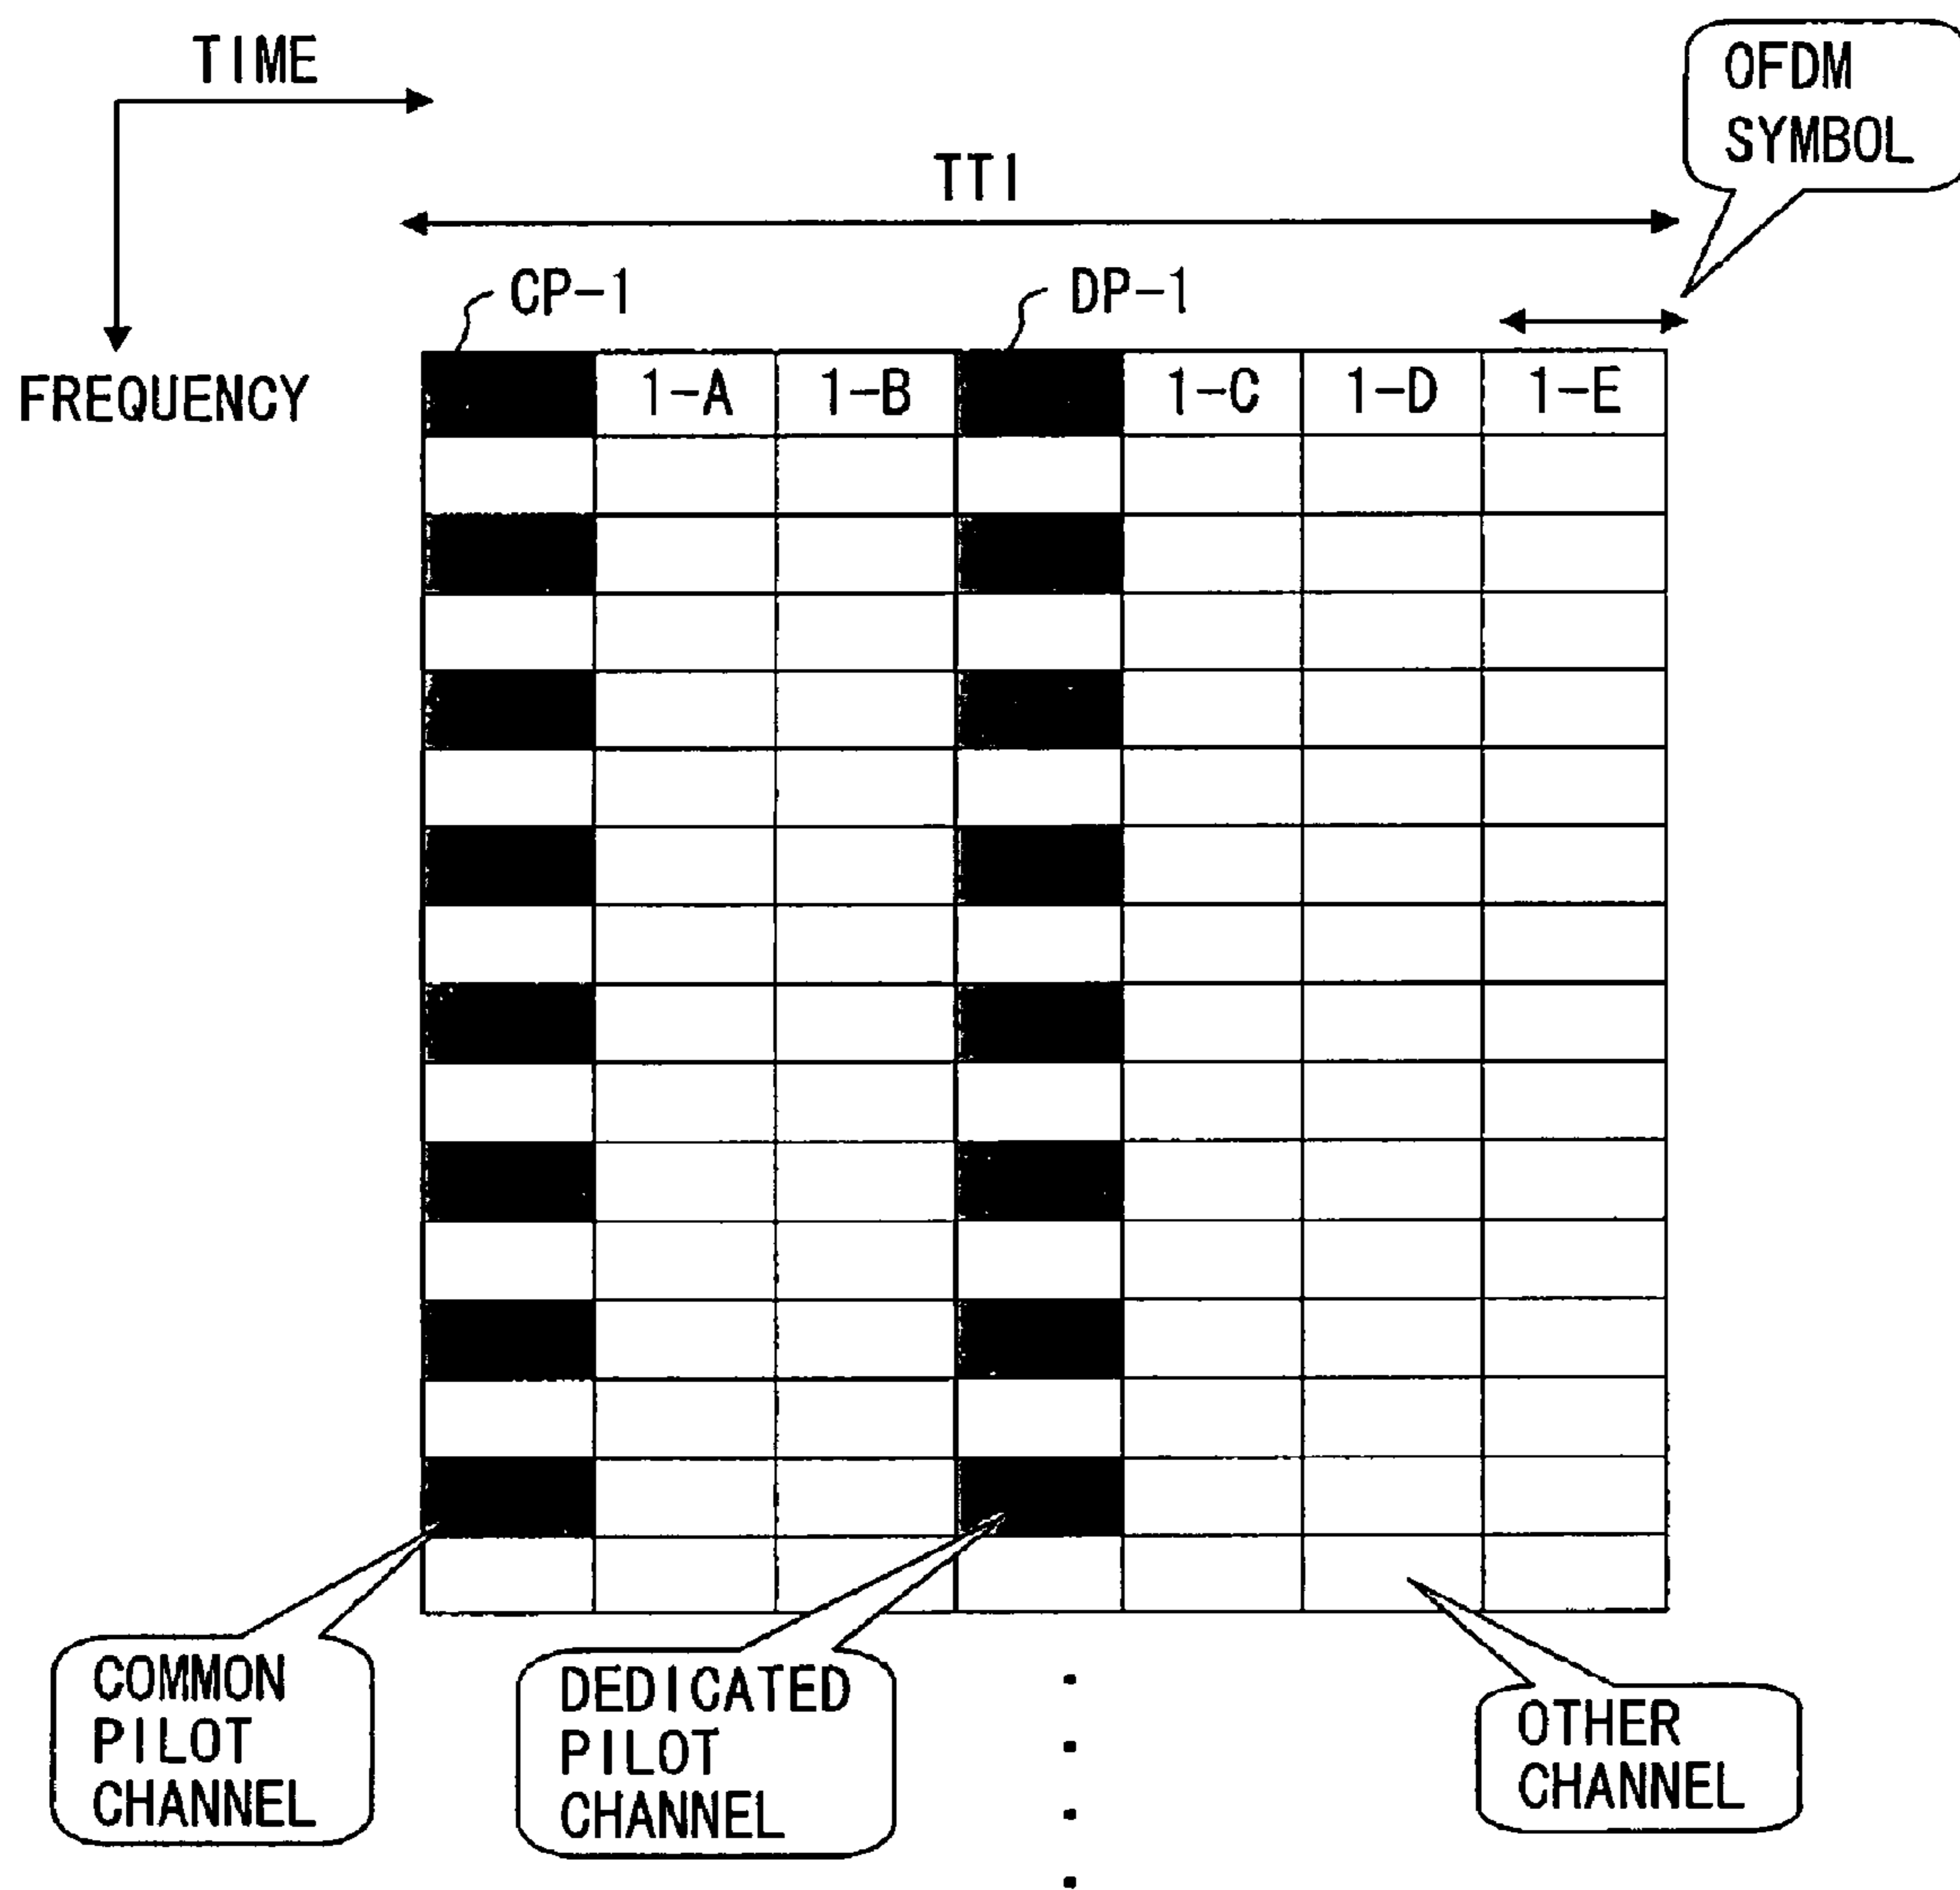 TIME
OFDM
SYMBOL
TTI
CP-1
DP-1
FREQUENCY
1-A
1-B
1-C
1-D
1-E
COMMON
PILOT
CHANNEL
DEDICATED
PILOT
CHANNEL
OTHER
CHANNEL